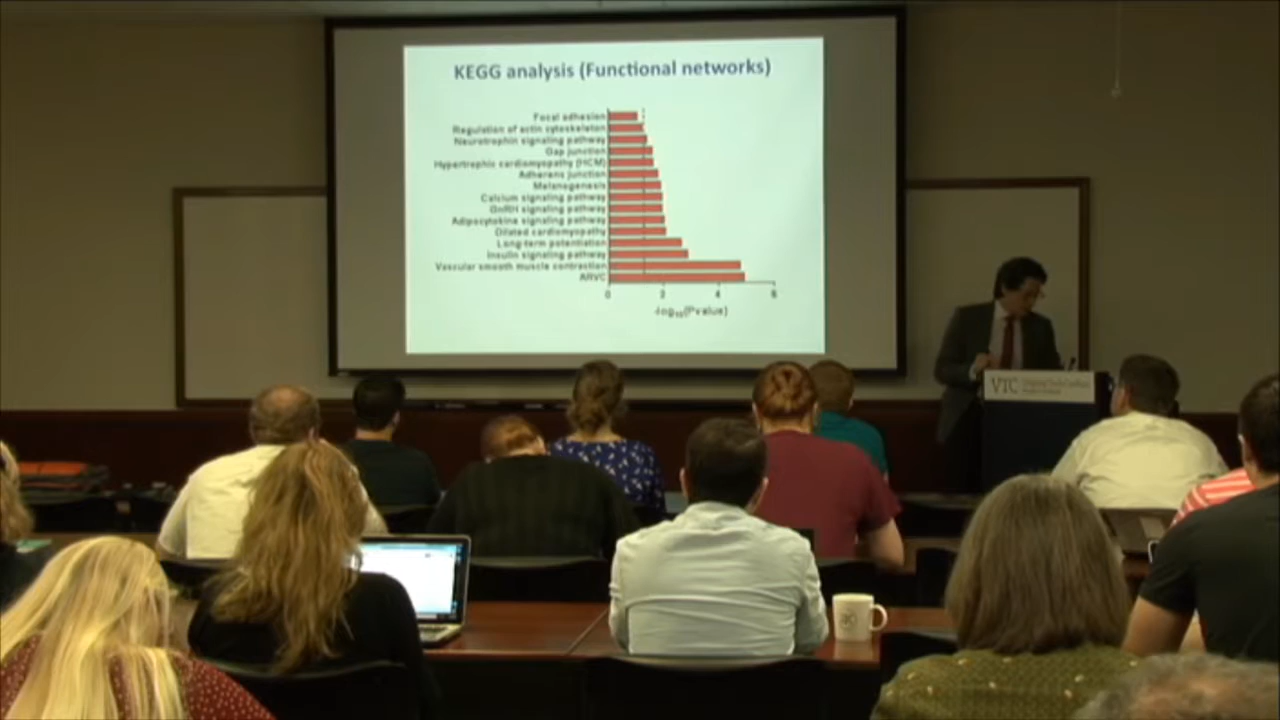 KEGG analysis (Functional networks)
Focal adhesion
Regulation of actin cytoskeleton
Neurotrophin signaling pathway
Gap junction
Hypertrophic cardiomyopathy (HCM)
Adherens junction
Melanogenesis
Calcium signaling pathway
GnRH signaling pathway
Adipocytokine signaling pathway
Dilated cardiomyopathy
Long-term potentiation
Insulin signaling pathway
Vascular smooth muscle contraction
ARVC
0 2 4 6
-log10(Pvalue)
VTC